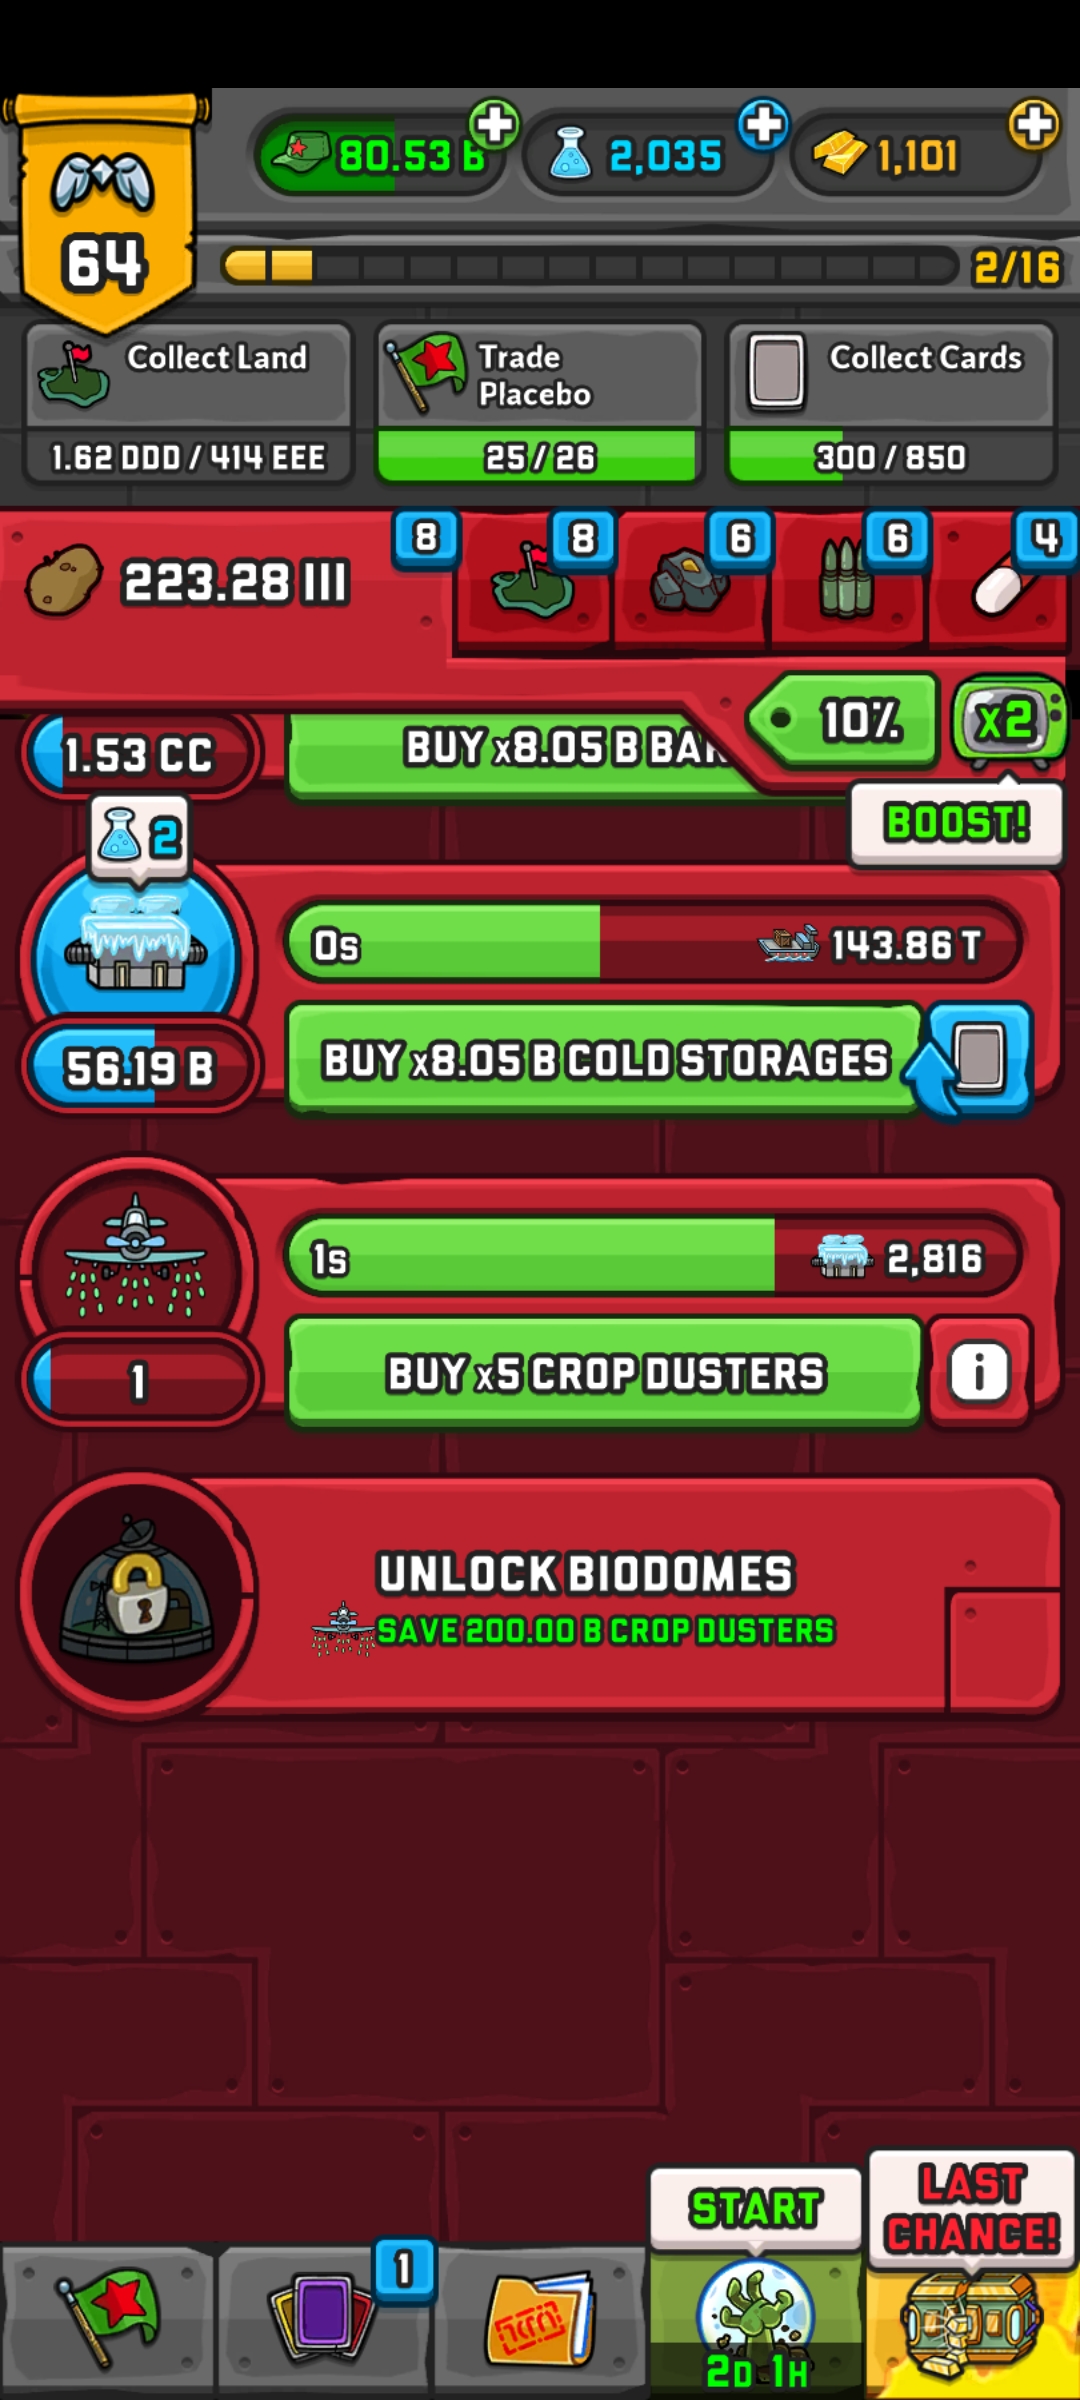 64
80.53 B
2,035
1,101
2/16
Collect Land
1.62 DDD / 414 EEE
Trade
Placebo
25 / 26
Collect Cards
300 / 850
223.28 III
8
8
6
6
4
10%
x2
BOOST!
1.53 CC
BUY x8.05 B BAR
2
0s
143.86 T
56.19 B
BUY x8.05 B COLD STORAGES
1s
2,816
1
BUY x5 CROP DUSTERS
i
UNLOCK BIODOMES
SAVE 200.00 B CROP DUSTERS
1
START
2D 1H
LAST
CHANCE!